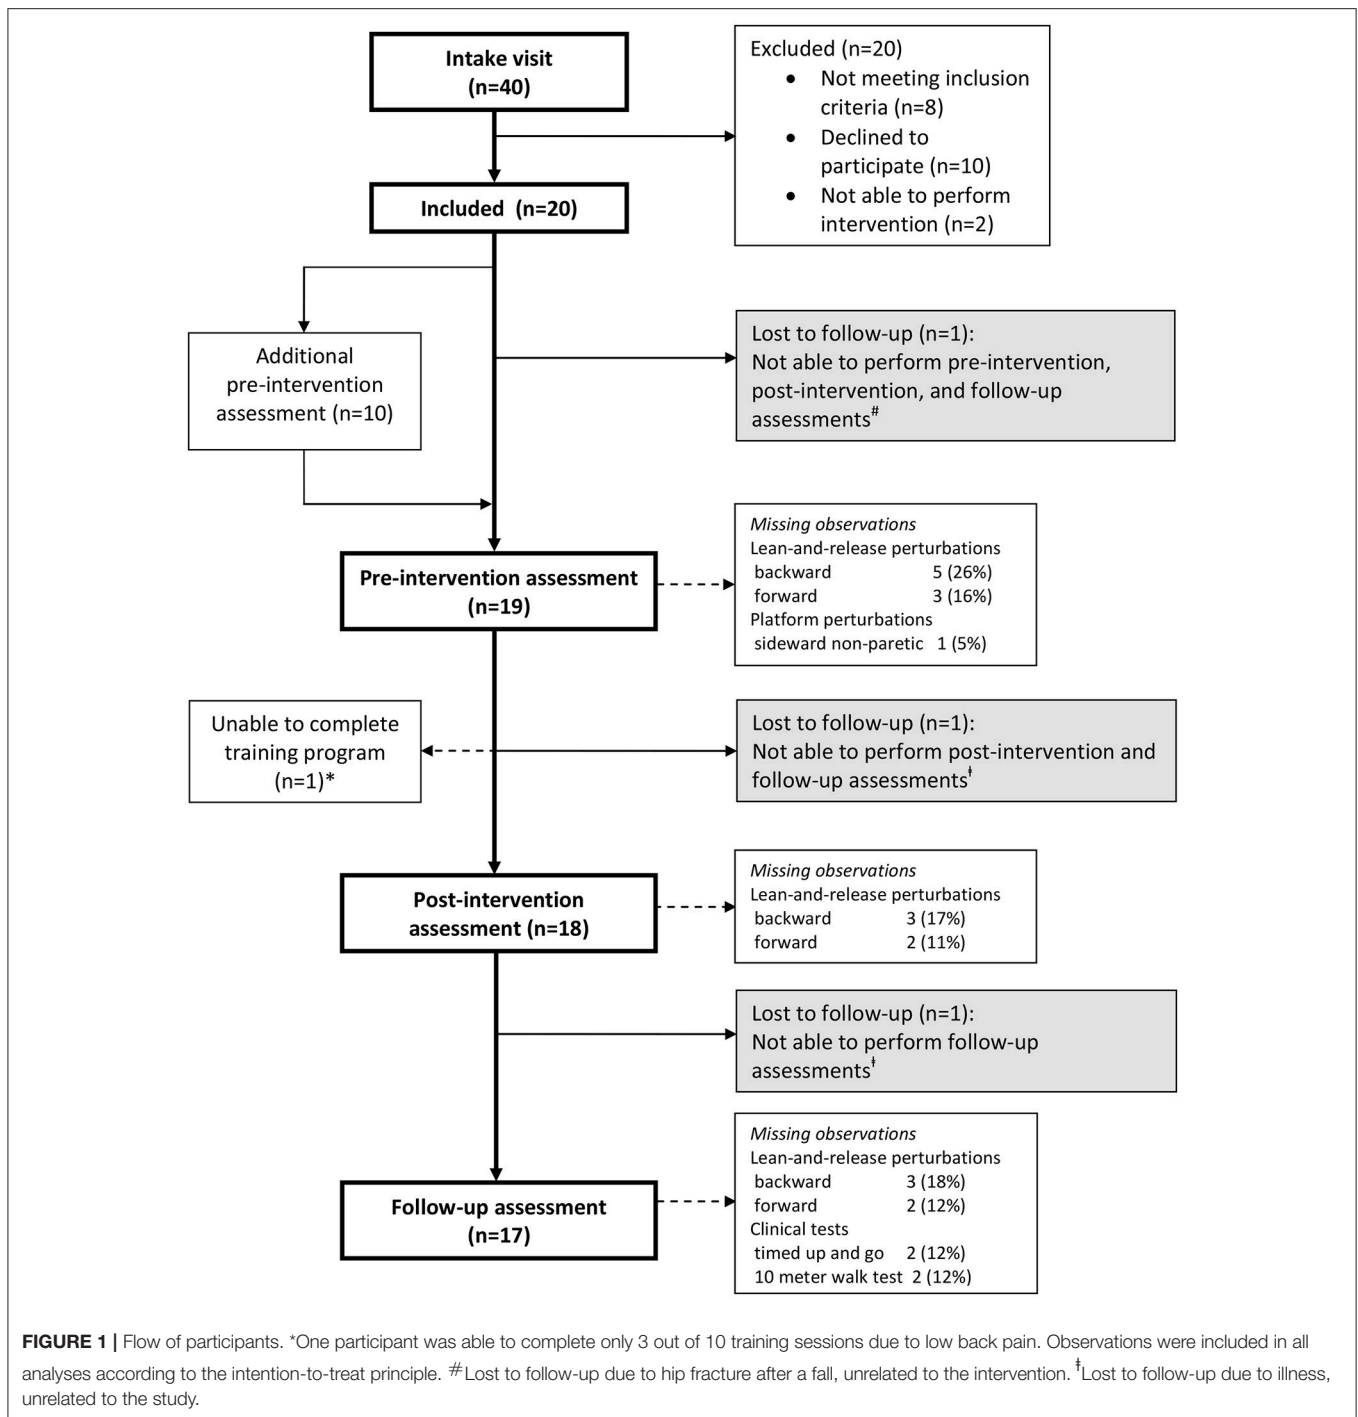 Intake visit
(n=40)
Excluded (n=20)
• Not meeting inclusion
criteria (n=8)
• Declined to
participate (n=10)
• Not able to perform
intervention (n=2)
Included (n=20)
Additional
pre-intervention
assessment (n=10)
Lost to follow-up (n=1):
Not able to perform pre-intervention,
post-intervention, and follow-up
assessments#
Pre-intervention assessment
(n=19)
Missing observations
Lean-and-release perturbations
backward 5 (26%)
forward 3 (16%)
Platform perturbations
sideward non-paretic 1 (5%)
Unable to complete
training program
(n=1)*
Lost to follow-up (n=1):
Not able to perform post-intervention and
follow-up assessments‡
Post-intervention
assessment (n=18)
Missing observations
Lean-and-release perturbations
backward 3 (17%)
forward 2 (11%)
Lost to follow-up (n=1):
Not able to perform follow-up
assessments‡
Follow-up assessment
(n=17)
Missing observations
Lean-and-release perturbations
backward 3 (18%)
forward 2 (12%)
Clinical tests
timed up and go 2 (12%)
10 meter walk test 2 (12%)
FIGURE 1 | Flow of participants. *One participant was able to complete only 3 out of 10 training sessions due to low back pain. Observations were included in all
analyses according to the intention-to-treat principle. #Lost to follow-up due to hip fracture after a fall, unrelated to the intervention. ‡Lost to follow-up due to illness,
unrelated to the study.